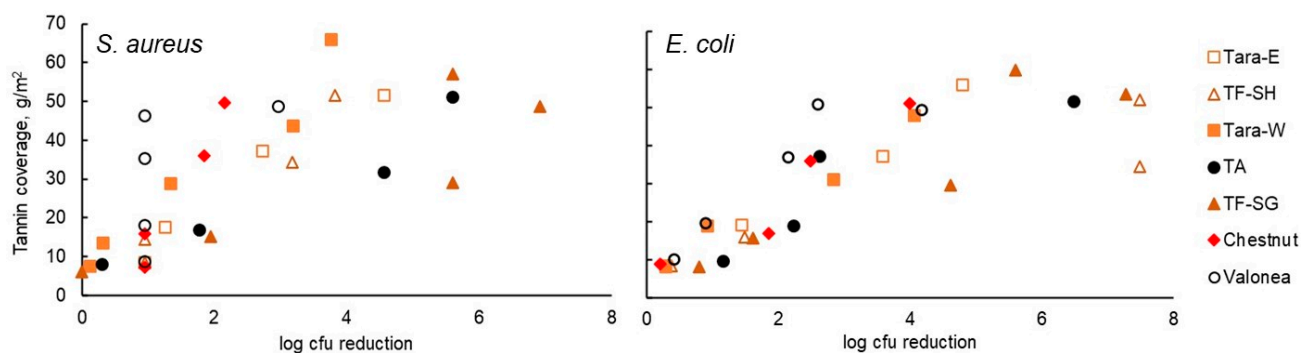 S. aureus
Tannin coverage, g/m²
70
60
50
40
30
20
10
0
0 2 4 6 8
log cfu reduction
E. coli
0 2 4 6 8
log cfu reduction
Tara-E
TF-SH
Tara-W
TA
TF-SG
Chestnut
Valonea